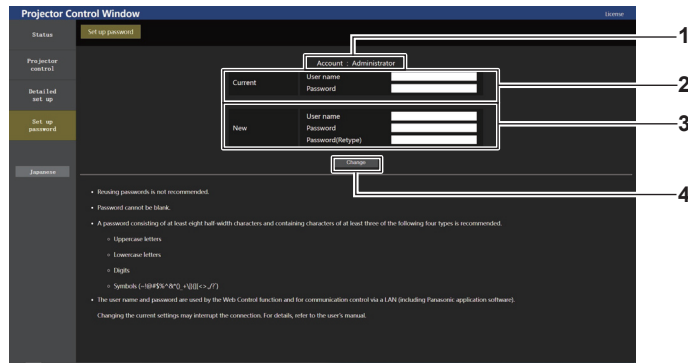 Projector Control Window
License
Status
Set up password
1
Projector
control
Account : Administrator
Current
User name
Password
2
Detailed
set up
New
User name
Password
Password(Retype)
3
Set up
password
Change
Japanese
4
• Reusing passwords is not recommended.
• Password cannot be blank.
• A password consisting of at least eight half-width characters and containing characters of at least three of the following four types is recommended.
Uppercase letters
Lowercase letters
Digits
• The user name and password are used by the Web Control function and for communication control via a LAN (including Panasonic application software).
Changing the current settings may interrupt the connection. For details, refer to the user's manual.